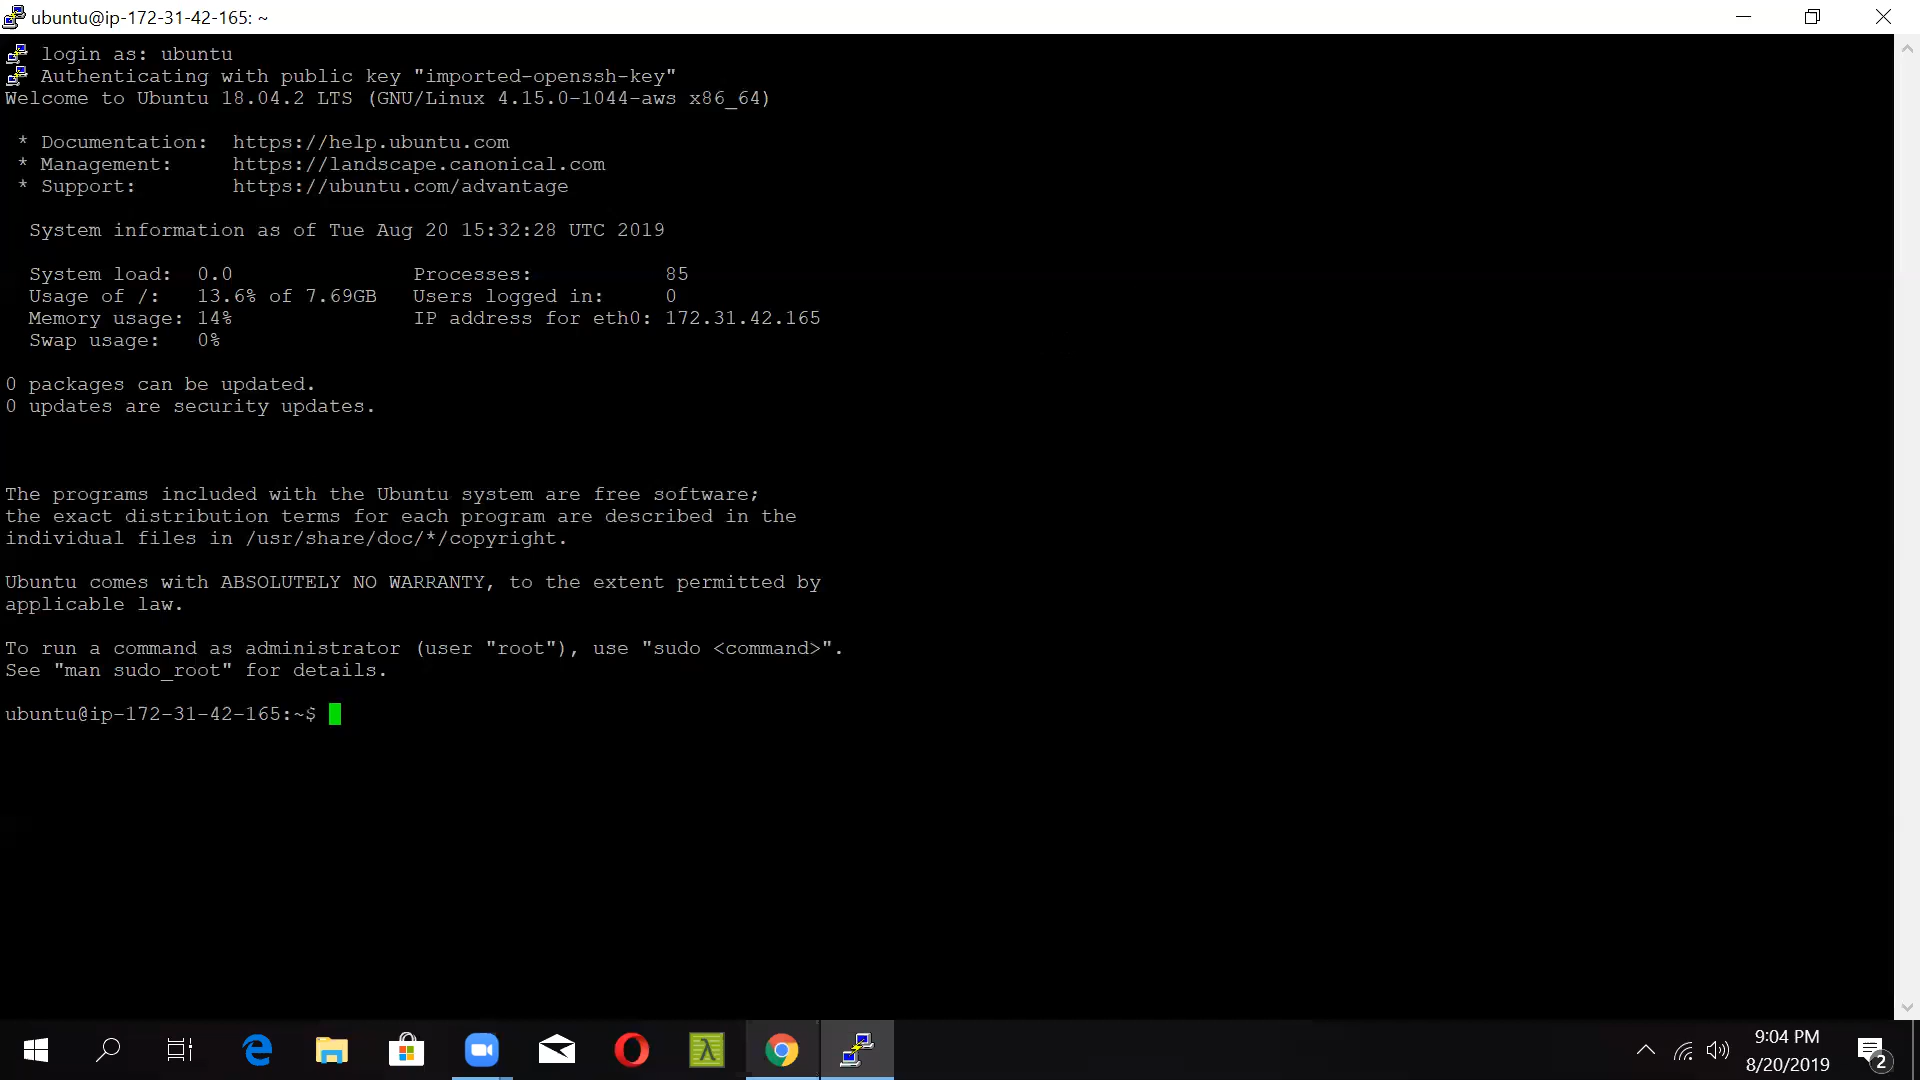 ubuntu@ip-172-31-42-165: ~
login as: ubuntu
Authenticating with public key "imported-openssh-key"
Welcome to Ubuntu 18.04.2 LTS (GNU/Linux 4.15.0-1044-aws x86_64)
* Documentation:  https://help.ubuntu.com
* Management:     https://landscape.canonical.com
* Support:        https://ubuntu.com/advantage
System information as of Tue Aug 20 15:32:28 UTC 2019
System load:  0.0               Processes:           85
Usage of /:   13.6% of 7.69GB   Users logged in:     0
Memory usage: 14%               IP address for eth0: 172.31.42.165
Swap usage:   0%
0 packages can be updated.
0 updates are security updates.
The programs included with the Ubuntu system are free software;
the exact distribution terms for each program are described in the
individual files in /usr/share/doc/*/copyright.
Ubuntu comes with ABSOLUTELY NO WARRANTY, to the extent permitted by
applicable law.
To run a command as administrator (user "root"), use "sudo <command>".
See "man sudo_root" for details.
ubuntu@ip-172-31-42-165:~$
9:04 PM
8/20/2019
2